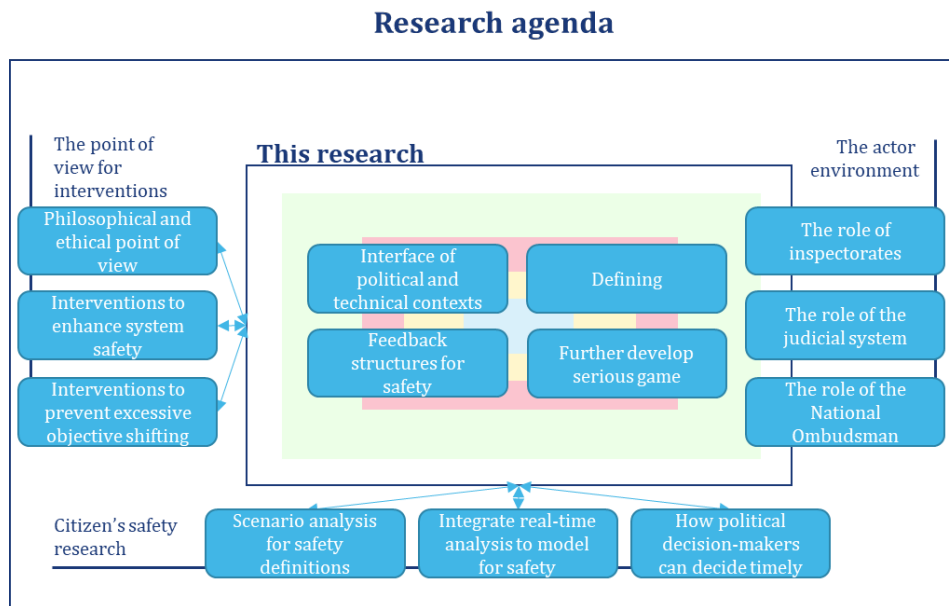 Research agenda
The point of
view for
interventions
This research
The actor
environment
Philosophical and
ethical point of
view
Interventions to
enhance system
safety
Interventions to
prevent excessive
objective shifting
Interface of
political and
technical contexts
Defining
Feedback
structures for
safety
Further develop
serious game
The role of
inspectorates
The role of the
judicial system
The role of the
National
Ombudsman
Citizen's safety
research
Scenario analysis
for safety
definitions
Integrate real-time
analysis to model
for safety
How political
decision-makers
can decide timely